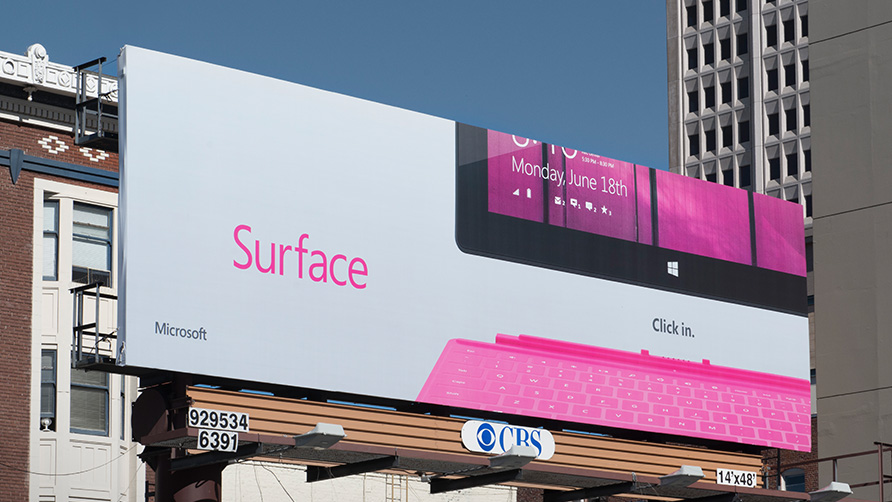 Monday, June 18th
Surface
Click in.
Microsoft
929534
6391
CBS
14'x48'